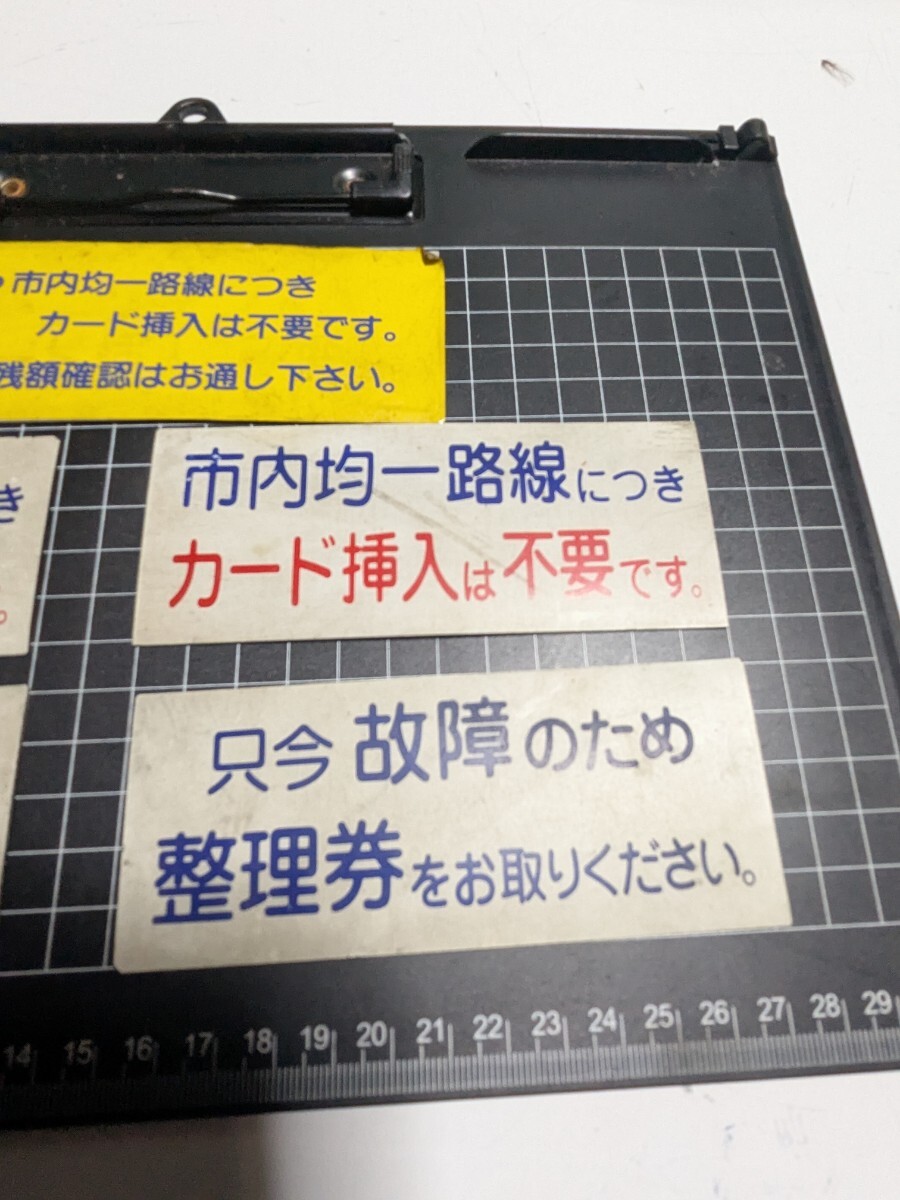 市内均一路線につき
カード挿入は不要です。
残額確認はお通し下さい。
き
。
市内均一路線につき
カード挿入は不要です。
只今故障のため
整理券をお取りください。
14 15 16 17 18 19 20 21 22 23 24 25 26 27 28 29